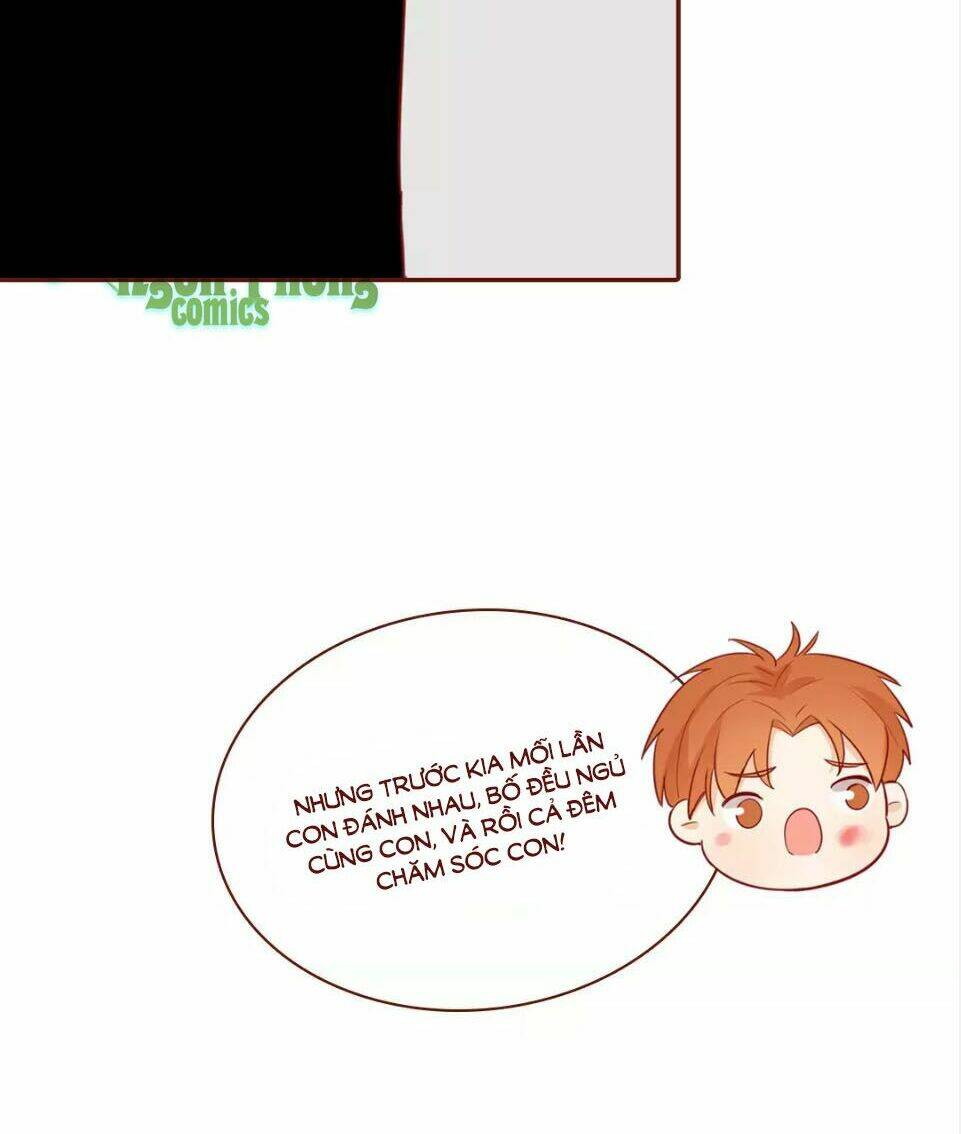 COMICS
NHƯNG TRƯỚC KIA MỖI LẦN
CON ĐÁNH NHAU, BỐ ĐỀU NGỦ
CÙNG CON, VÀ RỒI CẢ ĐÊM
CHĂM SÓC CON!